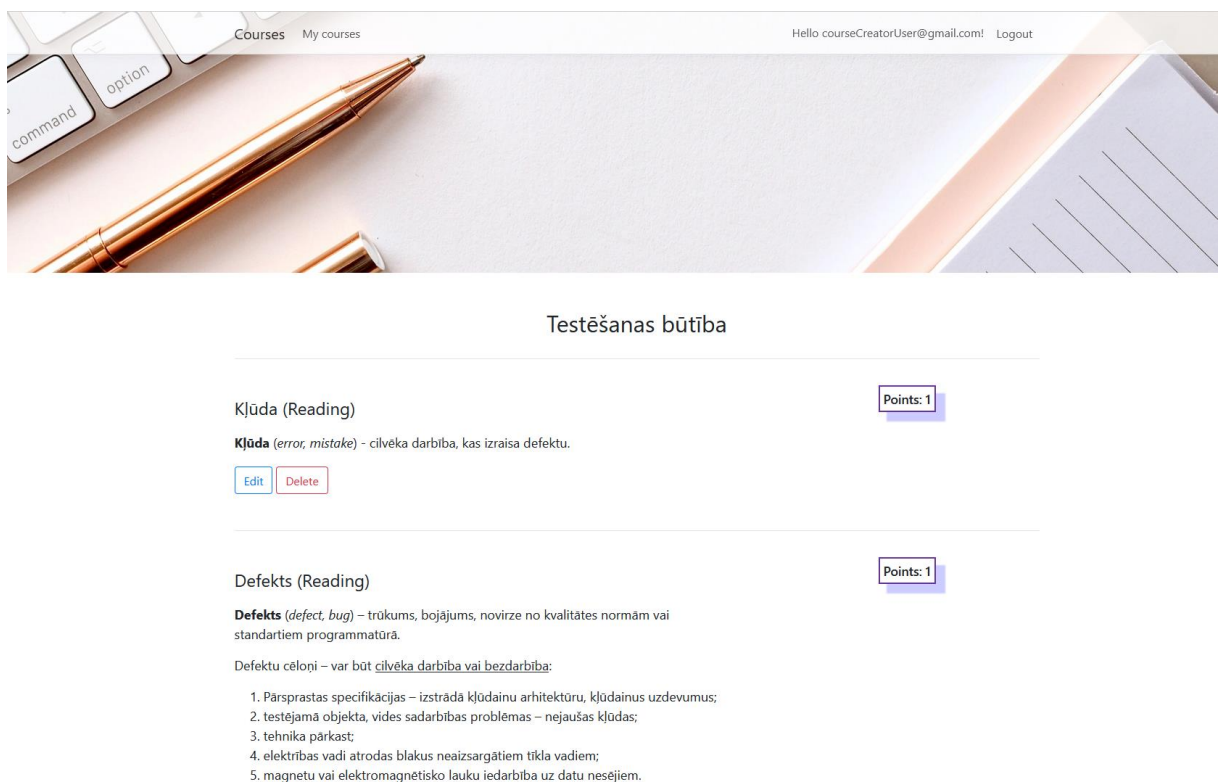 Courses My courses Hello courseCreatorUser@gmail.com! Logout
option
command
Testēšanas būtība
Kļūda (Reading)
Points: 1
Kļūda (error, mistake) - cilvēka darbība, kas izraisa defektu.
Edit Delete
Defekts (Reading)
Points: 1
Defekts (defect, bug) – trūkums, bojājums, novirze no kvalitātes normām vai
standartiem programmatūrā.
Defektu cēloņi – var būt cilvēka darbība vai bezdarbība:
1. Pārsprastas specifikācijas – izstrādā kļūdainu arhitektūru, kļūdainus uzdevumus;
2. testējamā objekta, vides sadarbības problēmas – nejaušas kļūdas;
3. tehnika pārkast;
4. elektrības vadi atrodas blakus neaizsargātiem tīkla vadiem;
5. magnetu vai elektromagnētisko lauku iedarbība uz datu nesējiem.